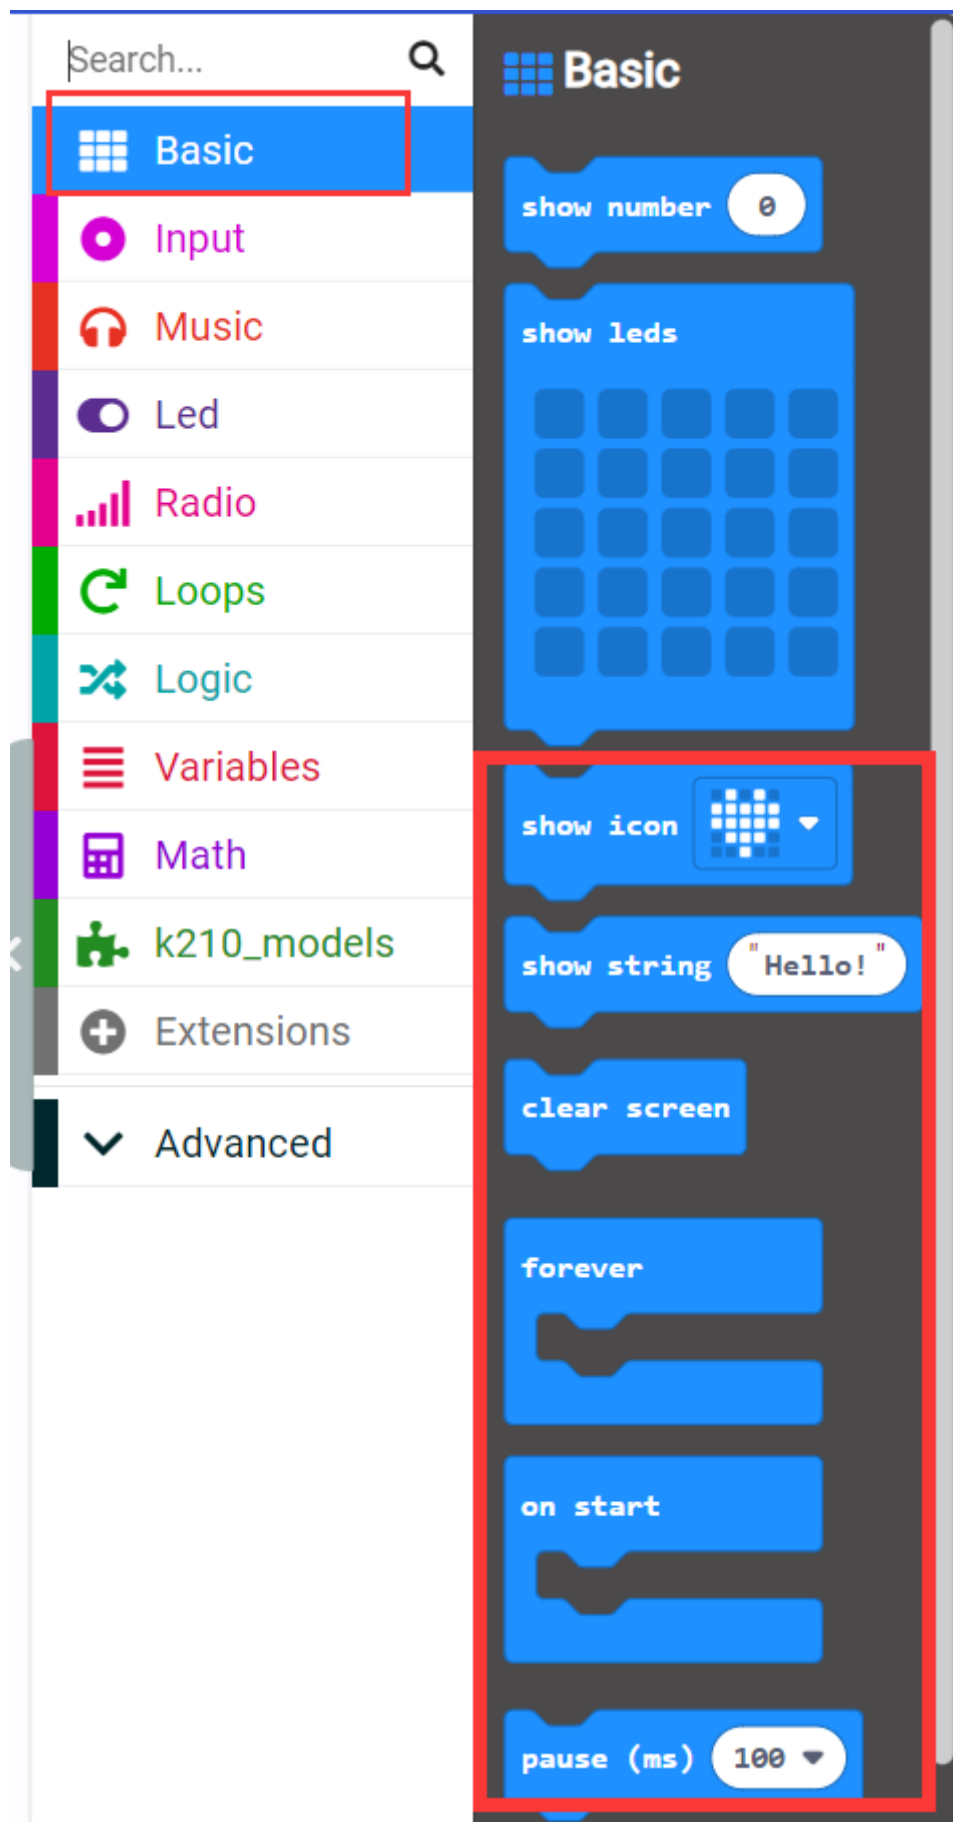 Search...
Basic
Input
Music
Led
Radio
Loops
Logic
Variables
Math
k210_models
Extensions
Advanced
Basic
show number 0
show leds
show icon
show string "Hello!"
clear screen
forever
on start
pause (ms) 100